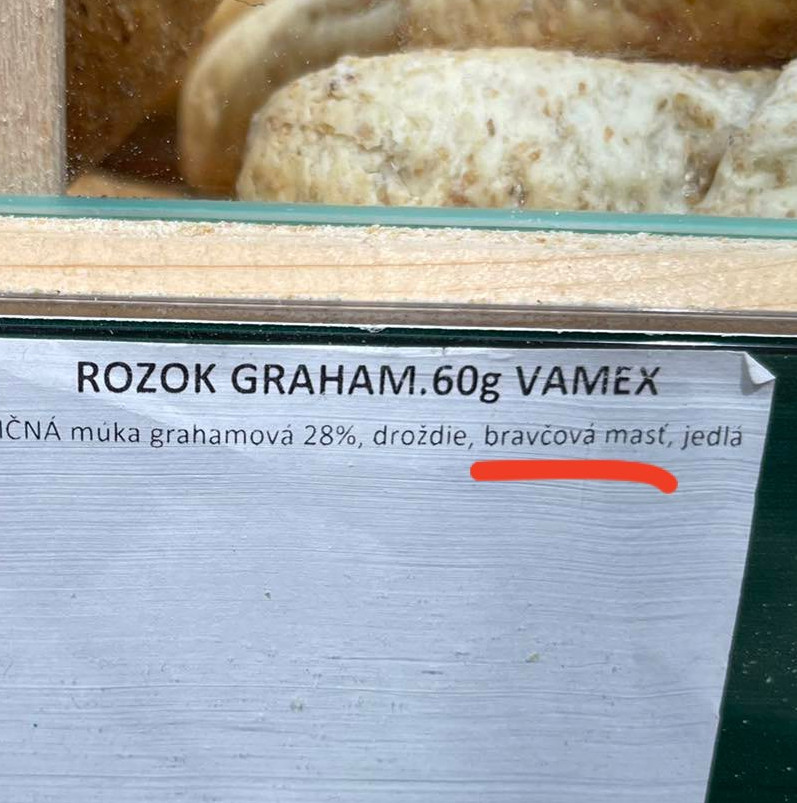 ROZOK GRAHAM.60g VAMEX
IČNÁ múka grahamová 28%, droždie, bravčová masť, jedlá